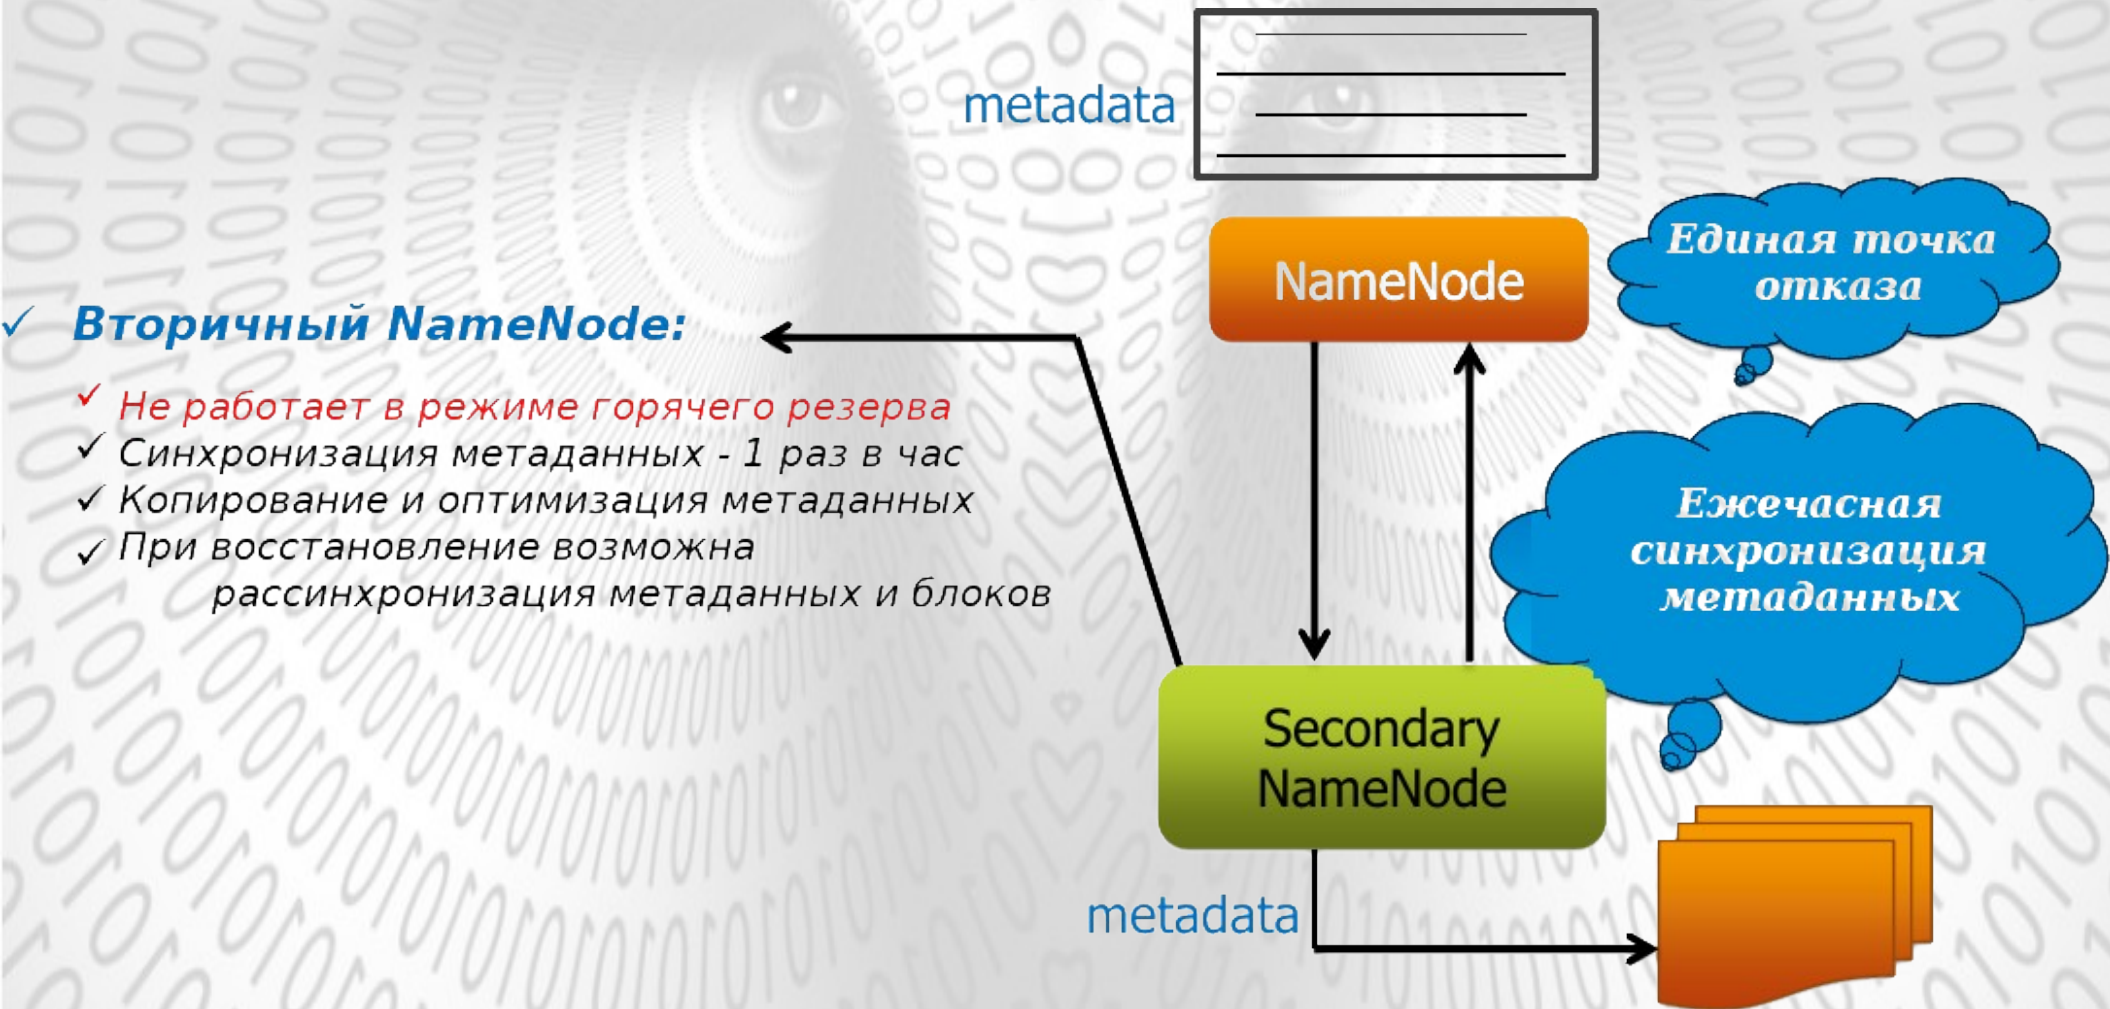 metadata
NameNode
Единая точка
отказа
Вторичный NameNode:
Не работает в режиме горячего резерва
Синхронизация метаданных - 1 раз в час
Копирование и оптимизация метаданных
При восстановление возможна
рассинхронизация метаданных и блоков
Ежечасная
синхронизация
метаданных
Secondary
NameNode
metadata